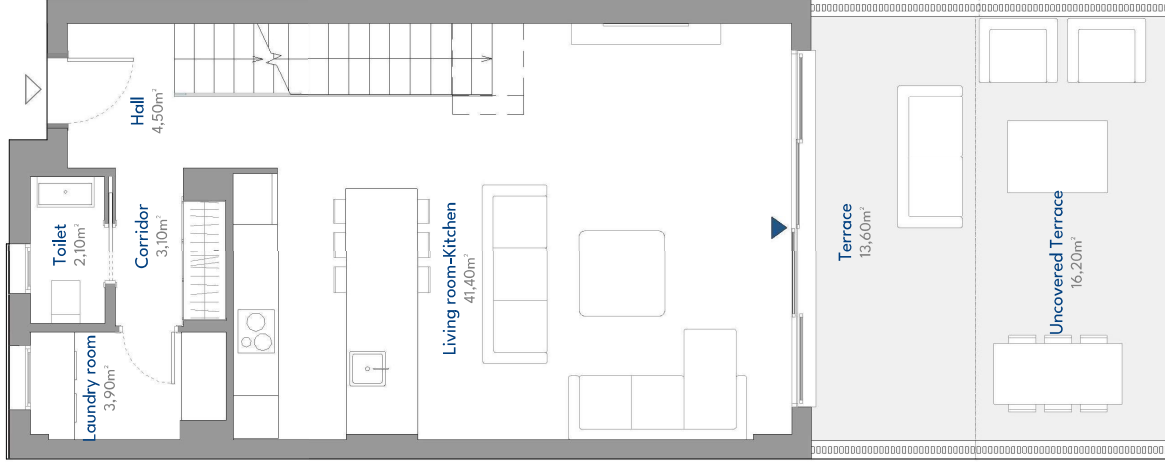 Hall
4,50m²
Toilet
2,10m²
Corridor
3,10m²
Laundry room
3,90m²
Living room-Kitchen
41,40m²
Terrace
13,60m²
Uncovered Terrace
16,20m²